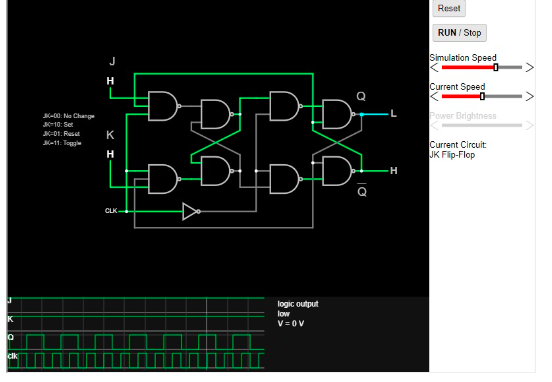 Reset
RUN / Stop
Simulation Speed
Current Speed
Power Brightness
Current Circuit:
JK Flip-Flop
J
H
JK=00: No Change
JK=10: Set
JK=01: Reset
JK=11: Toggle
K
H
CLK
Q
L
H
Q
J
K
Q
clk
logic output
low
V = 0 V